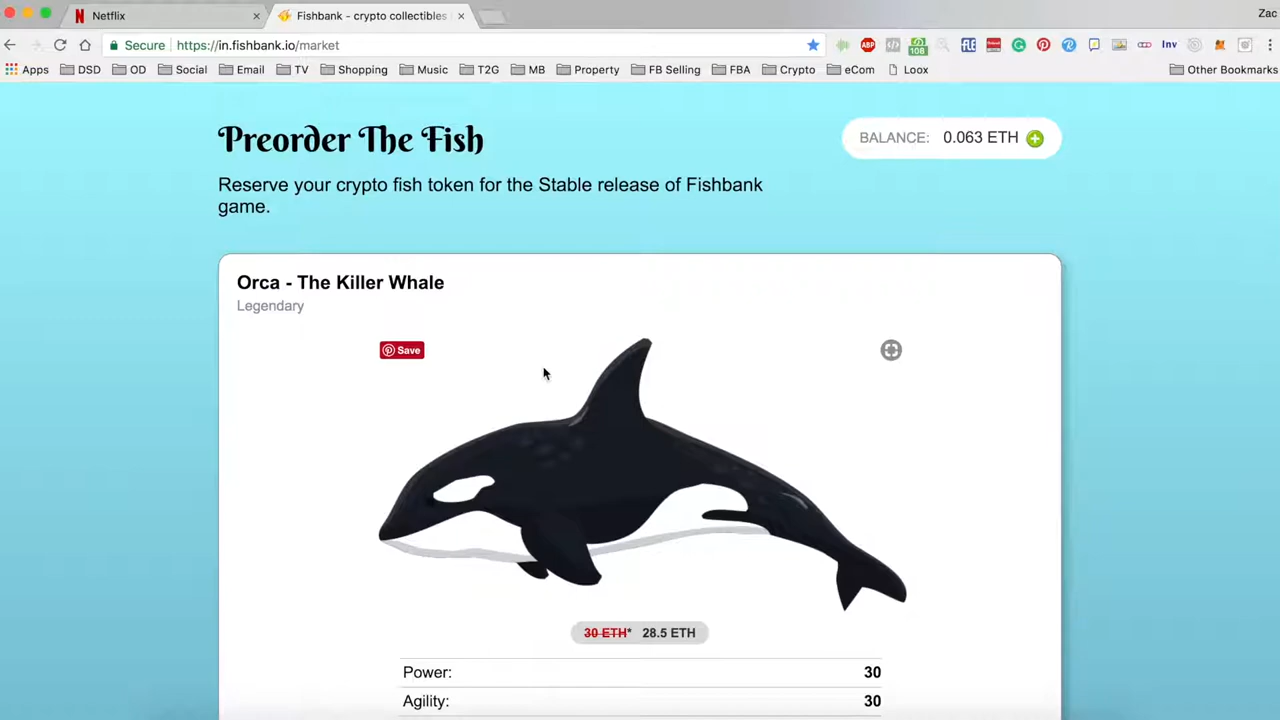 Netflix
Fishbank - crypto collectibles
Zac
Secure https://in.fishbank.io/market
ABP
108
Inv
Apps DSD OD Social Email TV Shopping Music T2G MB Property FB Selling FBA Crypto eCom Loox Other Bookmarks
Preorder The Fish
BALANCE: 0.063 ETH
Reserve your crypto fish token for the Stable release of Fishbank
game.
Orca - The Killer Whale
Legendary
Save
30 ETH* 28.5 ETH
Power: 30
Agility: 30